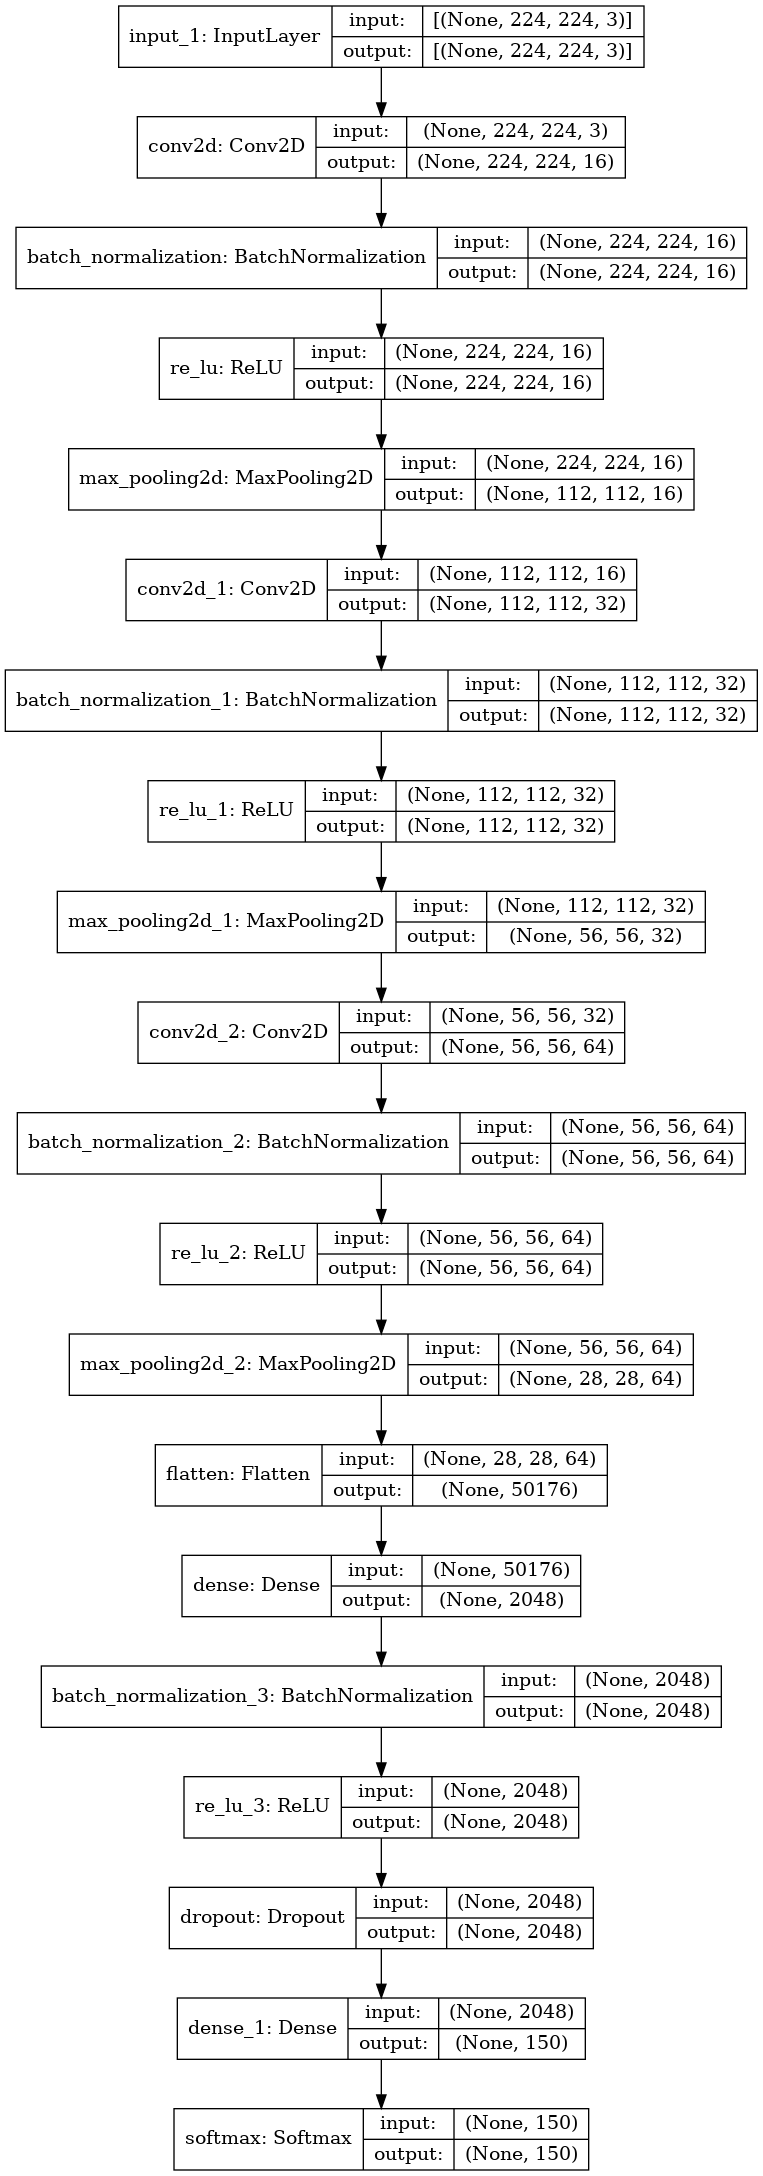 input_1: InputLayer
input: [(None, 224, 224, 3)]
output: [(None, 224, 224, 3)]
conv2d: Conv2D
input: (None, 224, 224, 3)
output: (None, 224, 224, 16)
batch_normalization: BatchNormalization
input: (None, 224, 224, 16)
output: (None, 224, 224, 16)
re_lu: ReLU
input: (None, 224, 224, 16)
output: (None, 224, 224, 16)
max_pooling2d: MaxPooling2D
input: (None, 224, 224, 16)
output: (None, 112, 112, 16)
conv2d_1: Conv2D
input: (None, 112, 112, 16)
output: (None, 112, 112, 32)
batch_normalization_1: BatchNormalization
input: (None, 112, 112, 32)
output: (None, 112, 112, 32)
re_lu_1: ReLU
input: (None, 112, 112, 32)
output: (None, 112, 112, 32)
max_pooling2d_1: MaxPooling2D
input: (None, 112, 112, 32)
output: (None, 56, 56, 32)
conv2d_2: Conv2D
input: (None, 56, 56, 32)
output: (None, 56, 56, 64)
batch_normalization_2: BatchNormalization
input: (None, 56, 56, 64)
output: (None, 56, 56, 64)
re_lu_2: ReLU
input: (None, 56, 56, 64)
output: (None, 56, 56, 64)
max_pooling2d_2: MaxPooling2D
input: (None, 56, 56, 64)
output: (None, 28, 28, 64)
flatten: Flatten
input: (None, 28, 28, 64)
output: (None, 50176)
dense: Dense
input: (None, 50176)
output: (None, 2048)
batch_normalization_3: BatchNormalization
input: (None, 2048)
output: (None, 2048)
re_lu_3: ReLU
input: (None, 2048)
output: (None, 2048)
dropout: Dropout
input: (None, 2048)
output: (None, 2048)
dense_1: Dense
input: (None, 2048)
output: (None, 150)
softmax: Softmax
input: (None, 150)
output: (None, 150)